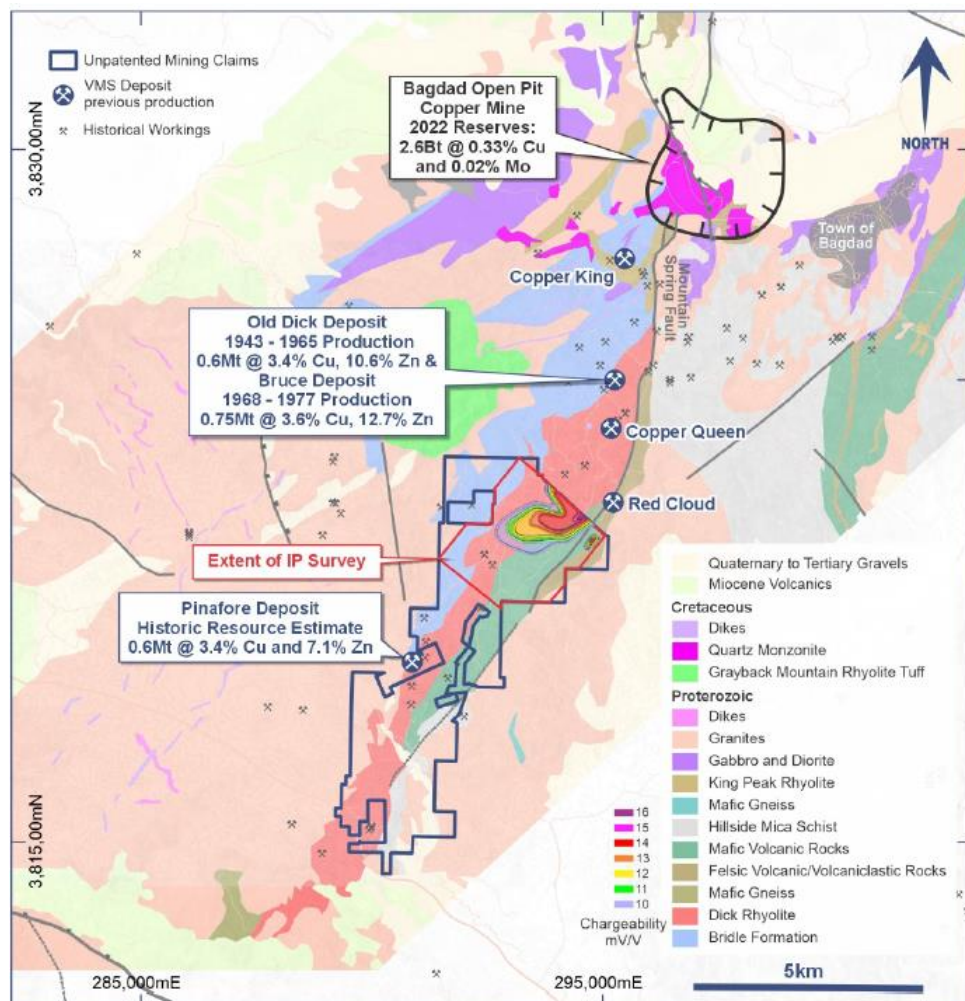 Unpatented Mining Claims
VMS Deposit
previous production
Historical Workings
Bagdad Open Pit
Copper Mine
2022 Reserves:
2.6Bt @ 0.33% Cu
and 0.02% Mo
NORTH
3,830,00mN
Town of
Bagdad
Copper King
Mountain
Spring Fault
Old Dick Deposit
1943 - 1965 Production
0.6Mt @ 3.4% Cu, 10.6% Zn &
Bruce Deposit
1968 - 1977 Production
0.75Mt @ 3.6% Cu, 12.7% Zn
Copper Queen
Red Cloud
Extent of IP Survey
Pinafore Deposit
Historic Resource Estimate
0.6Mt @ 3.4% Cu and 7.1% Zn
Quaternary to Tertiary Gravels
Miocene Volcanics
Cretaceous
Dikes
Quartz Monzonite
Grayback Mountain Rhyolite Tuff
Proterozoic
Dikes
Granites
Gabbro and Diorite
King Peak Rhyolite
Mafic Gneiss
Hillside Mica Schist
Mafic Volcanic Rocks
Felsic Volcanic/Volcaniclastic Rocks
Mafic Gneiss
Dick Rhyolite
Bridle Formation
16
15
14
13
12
11
10
Chargeability
mV/V
3,815,00mN
285,000mE
295,000mE
5km